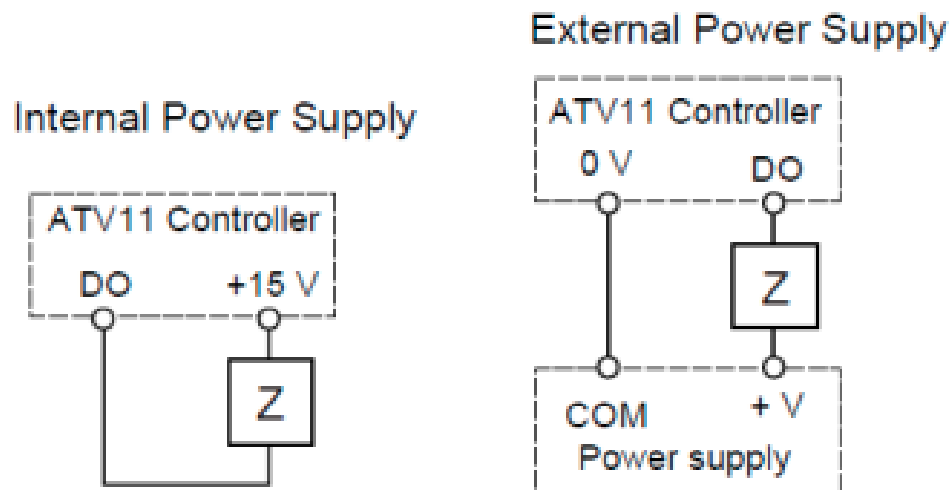 Internal Power Supply
ATV11 Controller
DO +15 V
Z
External Power Supply
ATV11 Controller
0 V DO
Z
COM + V
Power supply